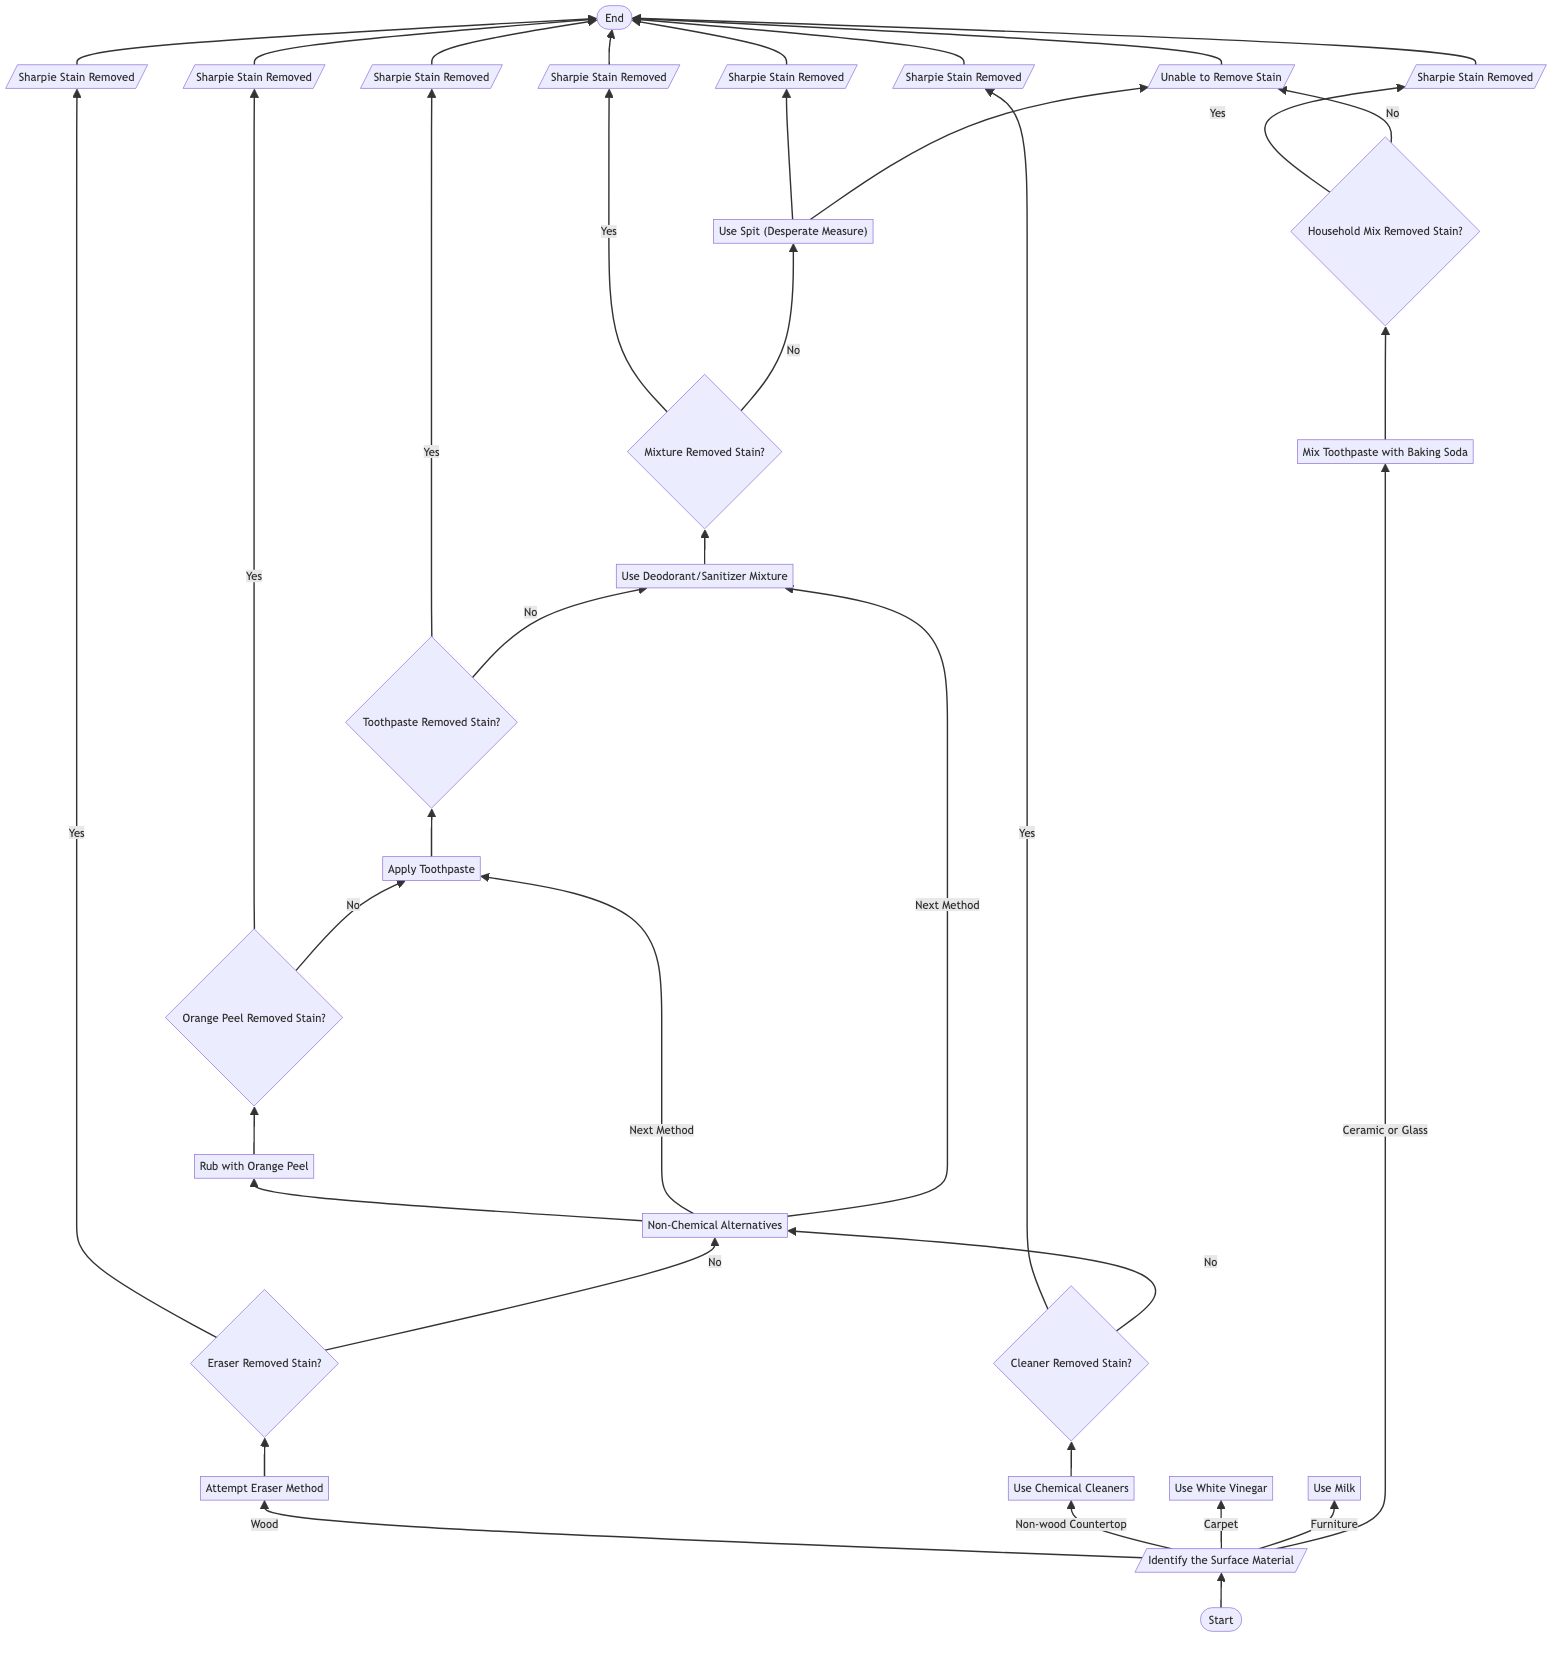 End
Sharpie Stain Removed
Sharpie Stain Removed
Sharpie Stain Removed
Sharpie Stain Removed
Sharpie Stain Removed
Sharpie Stain Removed
Unable to Remove Stain
Sharpie Stain Removed
Yes
No
Yes
Use Spit (Desperate Measure)
Household Mix Removed Stain?
No
Yes
Mixture Removed Stain?
Mix Toothpaste with Baking Soda
Yes
Use Deodorant/Sanitizer Mixture
No
Toothpaste Removed Stain?
Yes
Yes
Apply Toothpaste
No
Next Method
Orange Peel Removed Stain?
Next Method
Ceramic or Glass
Rub with Orange Peel
Non-Chemical Alternatives
No
No
Eraser Removed Stain?
Cleaner Removed Stain?
Attempt Eraser Method
Use Chemical Cleaners
Use White Vinegar
Use Milk
Wood
Non-wood Countertop
Carpet
Furniture
Identify the Surface Material
Start